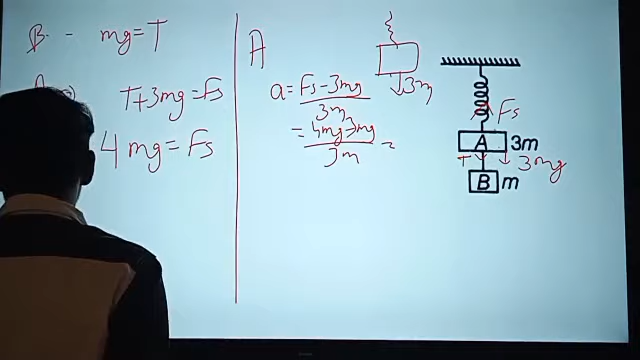 B - mg = T
T + 3mg = Fs
4 mg = Fs
A
a = Fs - 3mg
3m
= 4mg - 3mg =
3m
3m
Fs
A 3m
T 3mg
B m